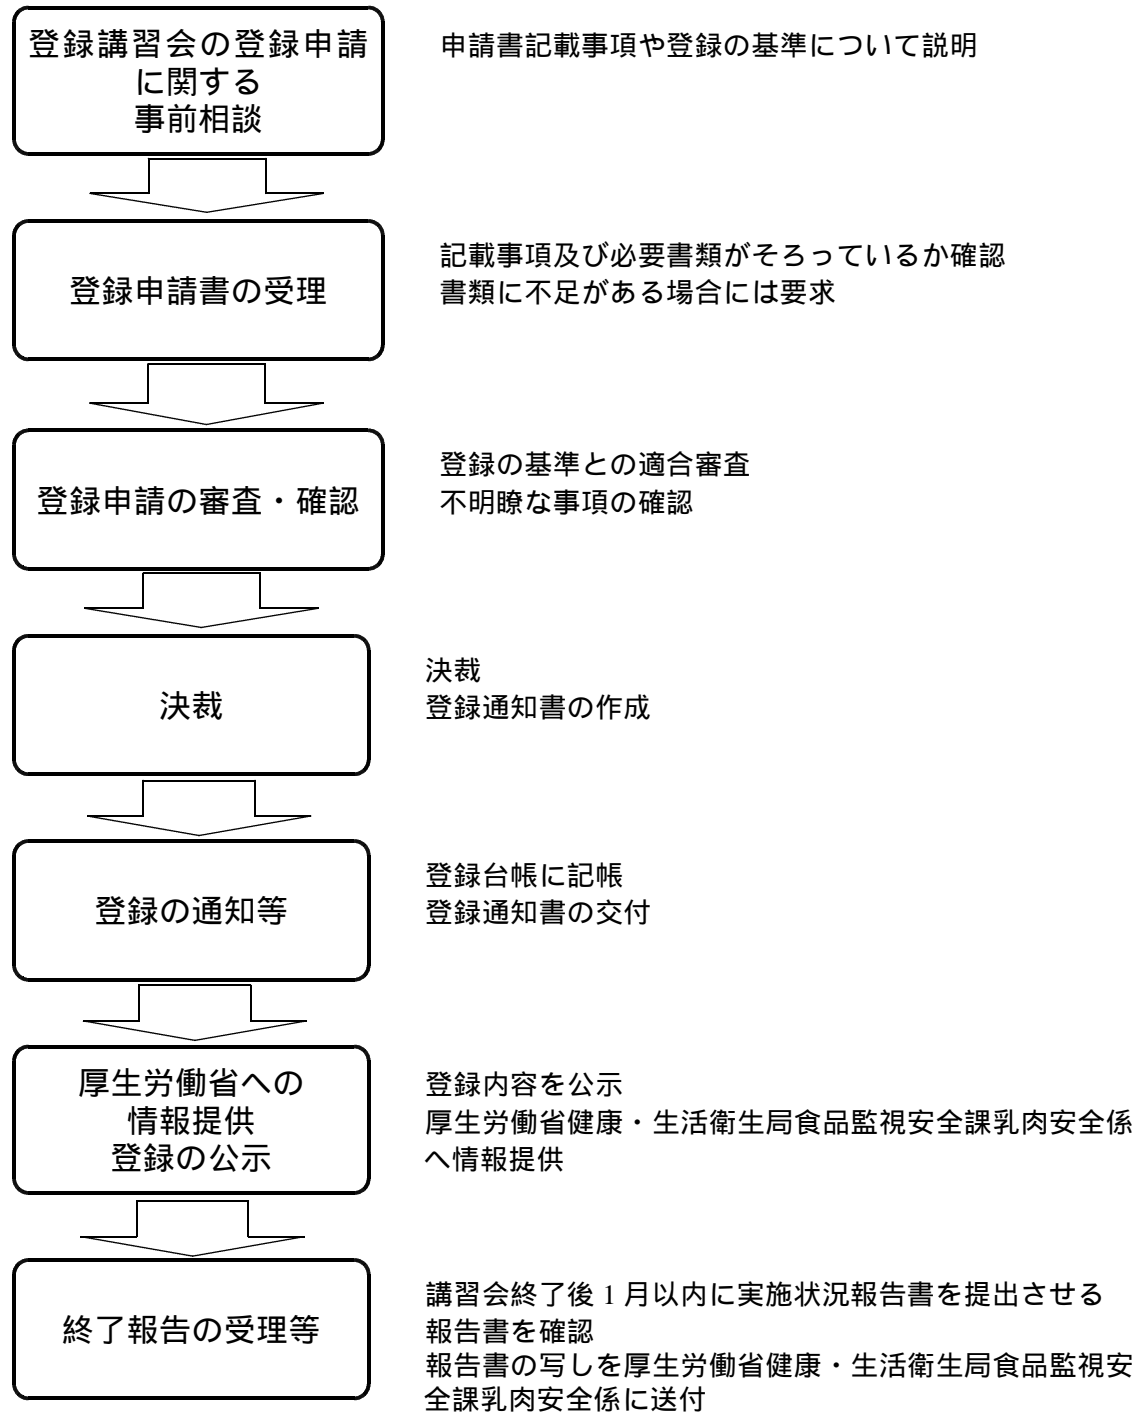 登録講習会の登録申請
に関する
事前相談
申請書記載事項や登録の基準について説明
登録申請書の受理
記載事項及び必要書類がそろっているか確認
書類に不足がある場合には要求
登録申請の審査・確認
登録の基準との適合審査
不明瞭な事項の確認
決裁
決裁
登録通知書の作成
登録の通知等
登録台帳に記帳
登録通知書の交付
厚生労働省への
情報提供
登録の公示
登録内容を公示
厚生労働省健康・生活衛生局食品監視安全課乳肉安全係
へ情報提供
終了報告の受理等
講習会終了後1月以内に実施状況報告書を提出させる
報告書を確認
報告書の写しを厚生労働省健康・生活衛生局食品監視安
全課乳肉安全係に送付